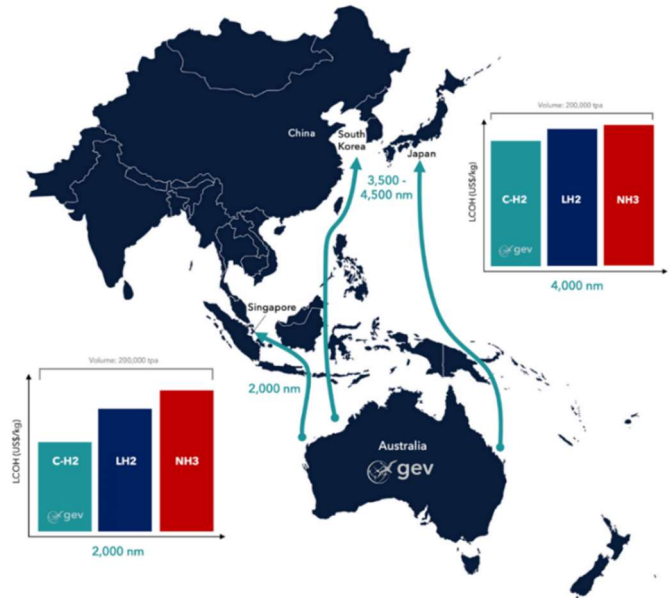 China
South
Korea
Japan
3,500 -
4,500 nm
Volume: 200,000 tpa
LCOH (US$/kg)
C-H2
LH2
NH3
gev
4,000 nm
Singapore
2,000 nm
Volume: 200,000 tpa
LCOH (US$/kg)
C-H2
LH2
NH3
gev
2,000 nm
Australia
gev